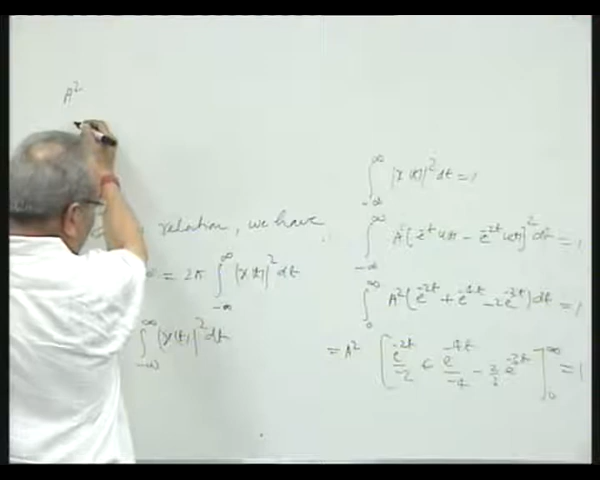 A²
relation, we have
= 2π ∫_{-∞}^{∞} |x(t)|² dt
∫_{-∞}^{∞} |x(t)|² dt
∫_{-∞}^{∞} |x(t)|² dt = 1
∫_{-∞}^{∞} A² [e^{-t} u(t) - e^{-2t} u(t)]² dt = 1
∫_{0}^{∞} A² (e^{-2t} + e^{-4t} - 2e^{-3t}) dt = 1
= A² [e^{-2t}/-2 + e^{-4t}/-4 - 2/3 e^{-3t}]_{0}^{∞} = 1